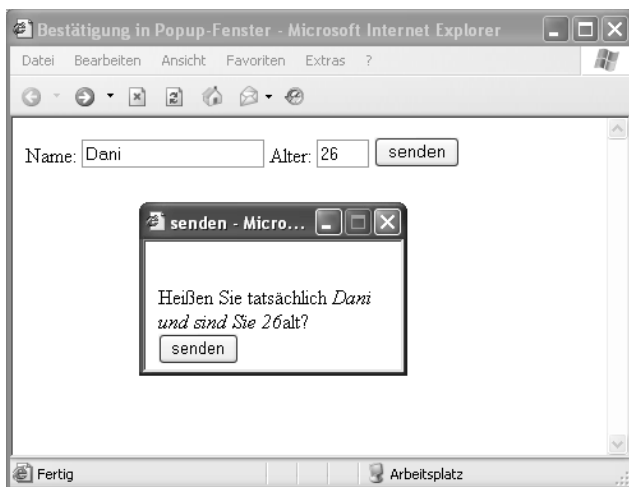 Bestätigung in Popup-Fenster - Microsoft Internet Explorer
Datei Bearbeiten Ansicht Favoriten Extras ?
Name: Dani Alter: 26 senden
senden - Micro...
Heißen Sie tatsächlich Dani
und sind Sie 26alt?
senden
Fertig Arbeitsplatz